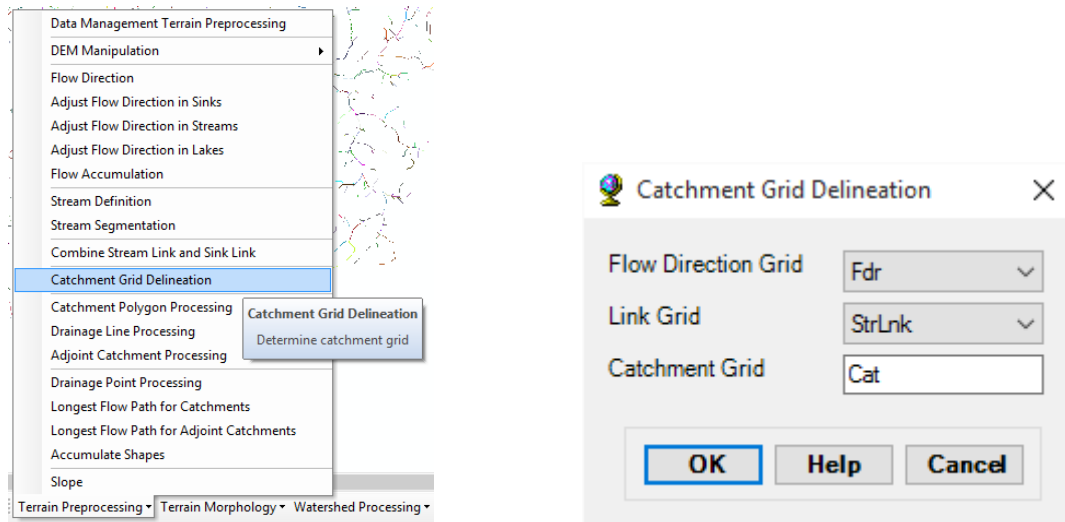 Data Management Terrain Preprocessing
DEM Manipulation
Flow Direction
Adjust Flow Direction in Sinks
Adjust Flow Direction in Streams
Adjust Flow Direction in Lakes
Flow Accumulation
Stream Definition
Stream Segmentation
Combine Stream Link and Sink Link
Catchment Grid Delineation
Catchment Polygon Processing
Drainage Line Processing
Adjoint Catchment Processing
Drainage Point Processing
Longest Flow Path for Catchments
Longest Flow Path for Adjoint Catchments
Accumulate Shapes
Slope
Catchment Grid Delineation
Determine catchment grid
Terrain Preprocessing Terrain Morphology Watershed Processing
Catchment Grid Delineation
Flow Direction Grid Fdr
Link Grid StrLnk
Catchment Grid Cat
OK Help Cancel